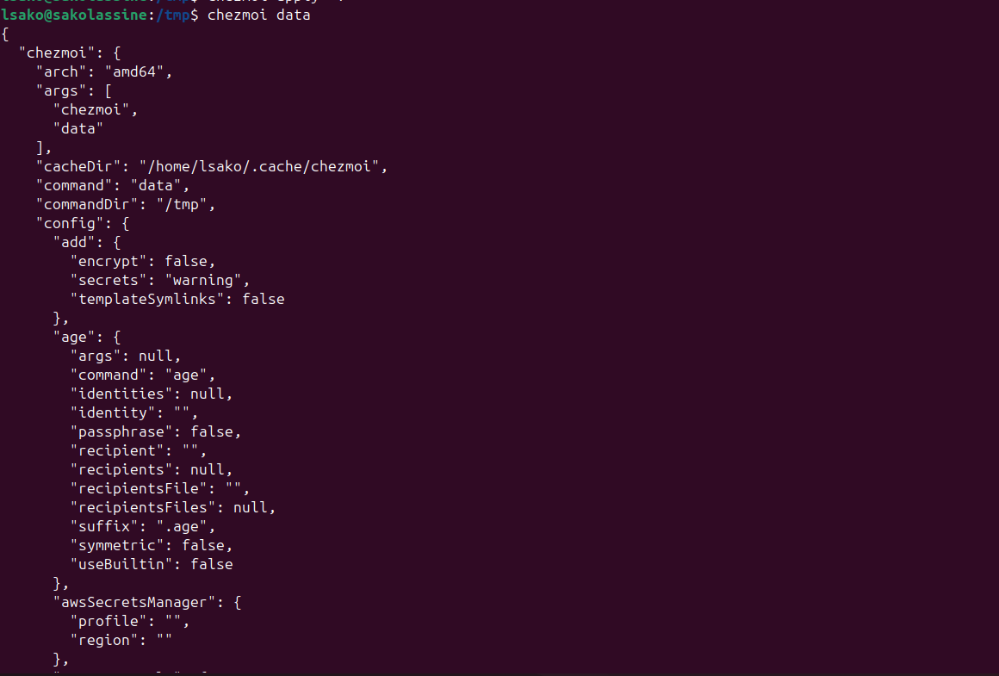 lsako@sakolassine:/tmp$ chezmoi data
{
  "chezmoi": {
    "arch": "amd64",
    "args": [
      "chezmoi",
      "data"
    ],
    "cacheDir": "/home/lsako/.cache/chezmoi",
    "command": "data",
    "commandDir": "/tmp",
    "config": {
      "add": {
        "encrypt": false,
        "secrets": "warning",
        "templateSymlinks": false
      },
      "age": {
        "args": null,
        "command": "age",
        "identities": null,
        "identity": "",
        "passphrase": false,
        "recipient": "",
        "recipients": null,
        "recipientsFile": "",
        "recipientsFiles": null,
        "suffix": ".age",
        "symmetric": false,
        "useBuiltin": false
      },
      "awsSecretsManager": {
        "profile": "",
        "region": ""
      },